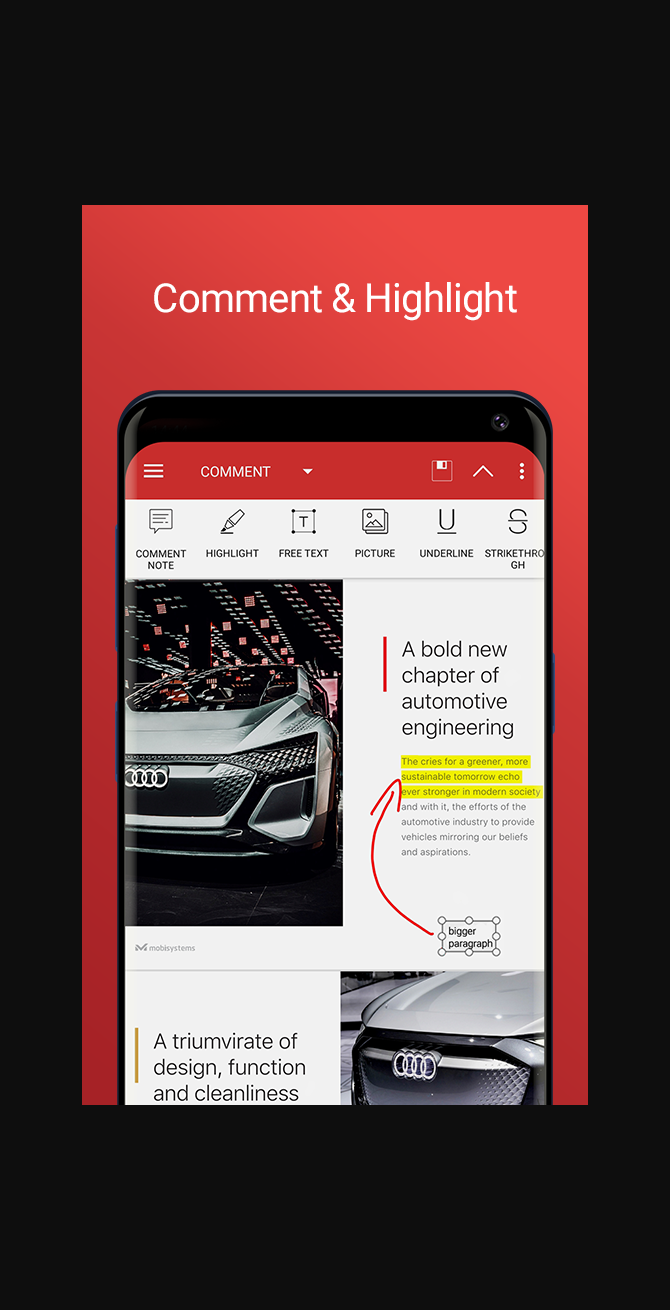 Comment & Highlight
COMMENT
COMMENT
NOTE
HIGHLIGHT
FREE TEXT
T
PICTURE
U
UNDERLINE
S
STRIKETHRO
GH
A bold new
chapter of
automotive
engineering
The cries for a greener, more
sustainable tomorrow echo
ever stronger in modern society
and with it, the efforts of the
automotive industry to provide
vehicles mirroring our beliefs
and aspirations.
bigger
paragraph
mobisystems
A triumvirate of
design, function
and cleanliness